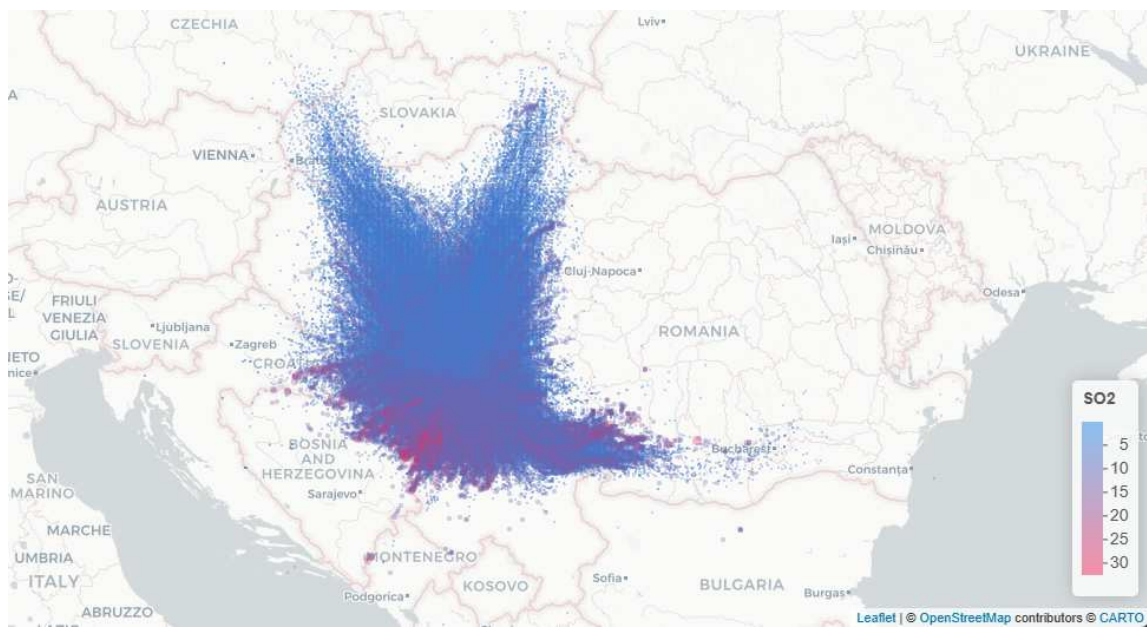 CZECHIA
Lviv
UKRAINE
SLOVAKIA
VIENNA
AUSTRIA
MOLDOVA
Iași
Chișinău
Cluj-Napoca
Odesa
FRIULI
VENEZIA
GIULIA
Ljubljana
SLOVENIA
Zagreb
ROMANIA
SO2
5
10
15
20
25
30
BOSNIA
AND
HERZEGOVINA
Bucharest
Constanța
SAN
MARINO
Sarajevo
MARCHE
UMBRIA
ITALY
MONTENEGRO
KOSOVO
Sofia
BULGARIA
Podgorica
Burgas
ABRUZZO
Leaflet | © OpenStreetMap contributors © CARTO